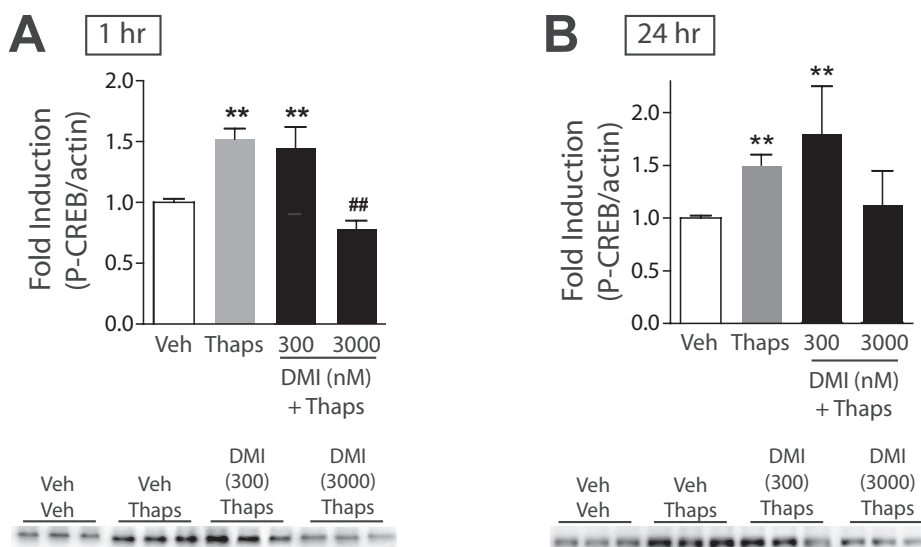 A
1 hr
Fold Induction
(P-CREB/actin)
2.0
1.5
1.0
0.5
0.0
**
**
##
Veh
Thaps
300
3000
DMI (nM)
+ Thaps
Veh
Veh
Veh
Thaps
DMI
(300)
Thaps
DMI
(3000)
Thaps
B
24 hr
Fold Induction
(P-CREB/actin)
2.0
1.5
1.0
0.5
0.0
**
**
Veh
Thaps
300
3000
DMI (nM)
+ Thaps
Veh
Veh
Veh
Thaps
DMI
(300)
Thaps
DMI
(3000)
Thaps